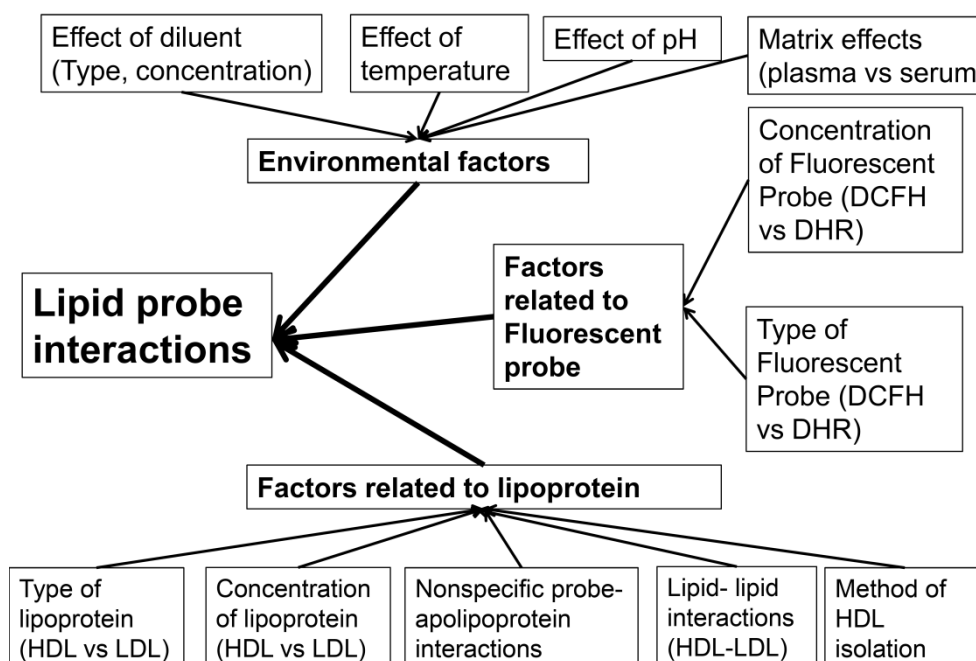 Effect of diluent
(Type, concentration)
Effect of
temperature
Effect of pH
Matrix effects
(plasma vs serum
Environmental factors
Concentration
of Fluorescent
Probe (DCFH
vs DHR)
Lipid probe
interactions
Factors
related to
Fluorescent
probe
Type of
Fluorescent
Probe (DCFH
vs DHR)
Factors related to lipoprotein
Type of
lipoprotein
(HDL vs LDL)
Concentration
of lipoprotein
(HDL vs LDL)
Nonspecific probe-
apolipoprotein
interactions
Lipid- lipid
interactions
(HDL-LDL)
Method of
HDL
isolation